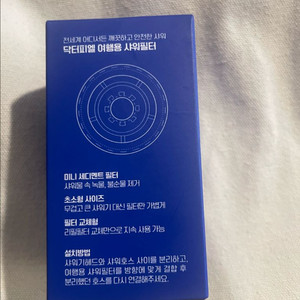 전세계 어디서든 깨끗하고 안전한 샤워
닥터피엘 여행용 샤워필터
미니 세디먼트 필터
샤워물 속 녹물, 불순물 제거
초소형 사이즈
무겁고 큰 샤워기 대신 필터만 가볍게
필터 교체형
리필필터 교체만으로 지속 사용 가능
설치방법
샤워기헤드와 샤워호스 사이를 분리하고,
여행용 샤워필터를 방향에 맞게 결합 후
분리했던 호스를 다시 연결해주세요.